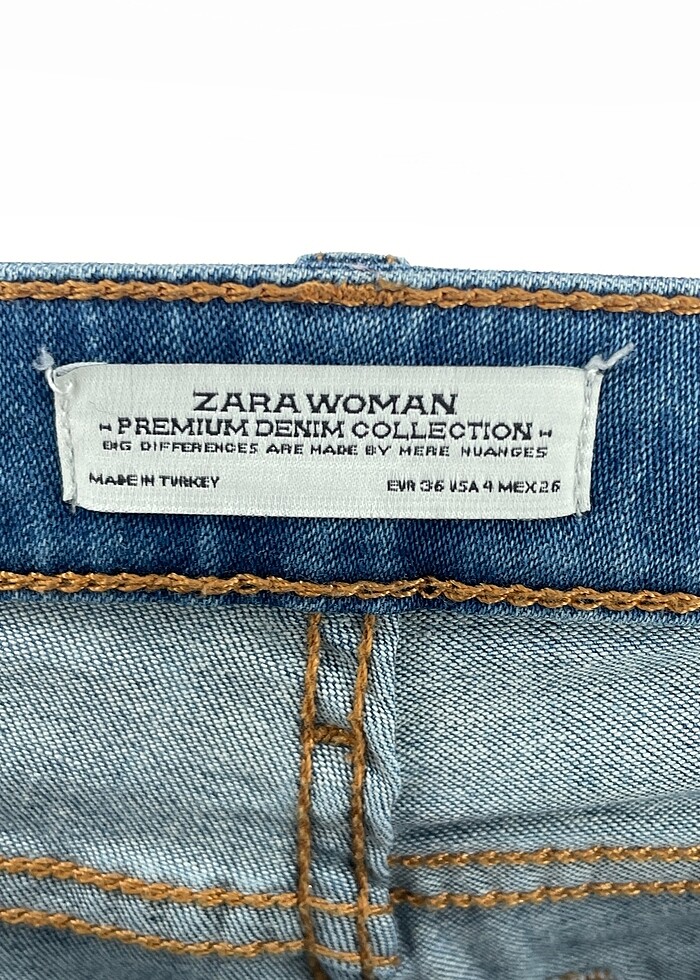 ZARA WOMAN
PREMIUM DENIM COLLECTION
BIG DIFFERENCES ARE MADE BY MERE NUANGES
MADE IN TURKEY
EUR 36 USA 4 MEX 26